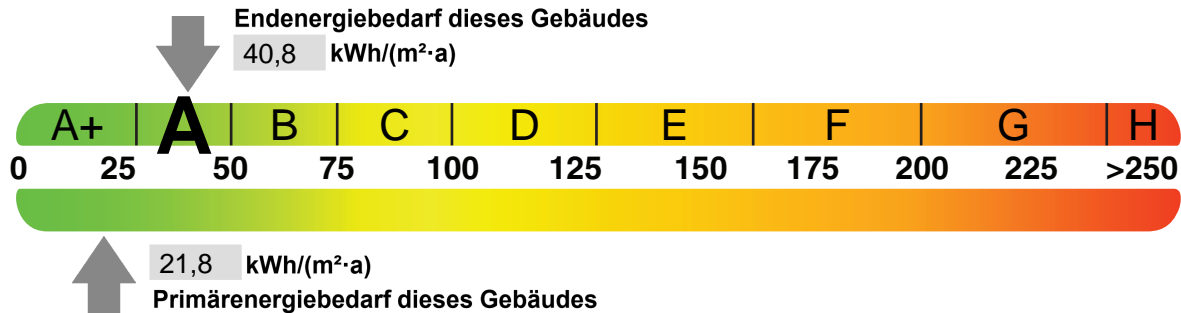 Endenergiebedarf dieses Gebäudes
40,8 kWh/(m²·a)
A+ A B C D E F G H
0 25 50 75 100 125 150 175 200 225 >250
21,8 kWh/(m²·a)
Primärenergiebedarf dieses Gebäudes